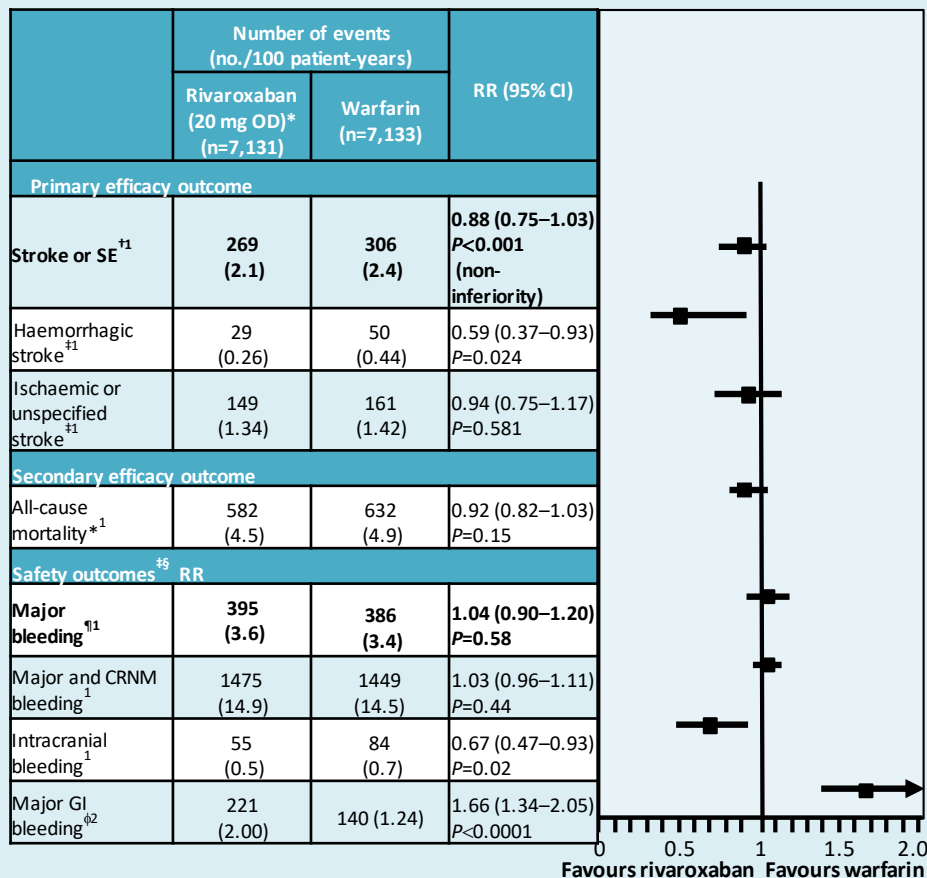 Number of events
(no./100 patient-years)
RR (95% CI)
Rivaroxaban
(20 mg OD)*
(n=7,131)
Warfarin
(n=7,133)
Primary efficacy outcome
Stroke or SE†1
269
(2.1)
306
(2.4)
0.88 (0.75–1.03)
P<0.001
(non-
inferiority)
Haemorrhagic
stroke‡1
29
(0.26)
50
(0.44)
0.59 (0.37–0.93)
P=0.024
Ischaemic or
unspecified
stroke‡1
149
(1.34)
161
(1.42)
0.94 (0.75–1.17)
P=0.581
Secondary efficacy outcome
All-cause
mortality*1
582
(4.5)
632
(4.9)
0.92 (0.82–1.03)
P=0.15
Safety outcomes‡§ RR
Major
bleeding¶1
395
(3.6)
386
(3.4)
1.04 (0.90–1.20)
P=0.58
Major and CRNM
bleeding1
1475
(14.9)
1449
(14.5)
1.03 (0.96–1.11)
P=0.44
Intracranial
bleeding1
55
(0.5)
84
(0.7)
0.67 (0.47–0.93)
P=0.02
Major GI
bleedingϕ2
221
(2.00)
140 (1.24)
1.66 (1.34–2.05)
P<0.0001
0 0.5 1 1.5 2.0
Favours rivaroxaban Favours warfarin